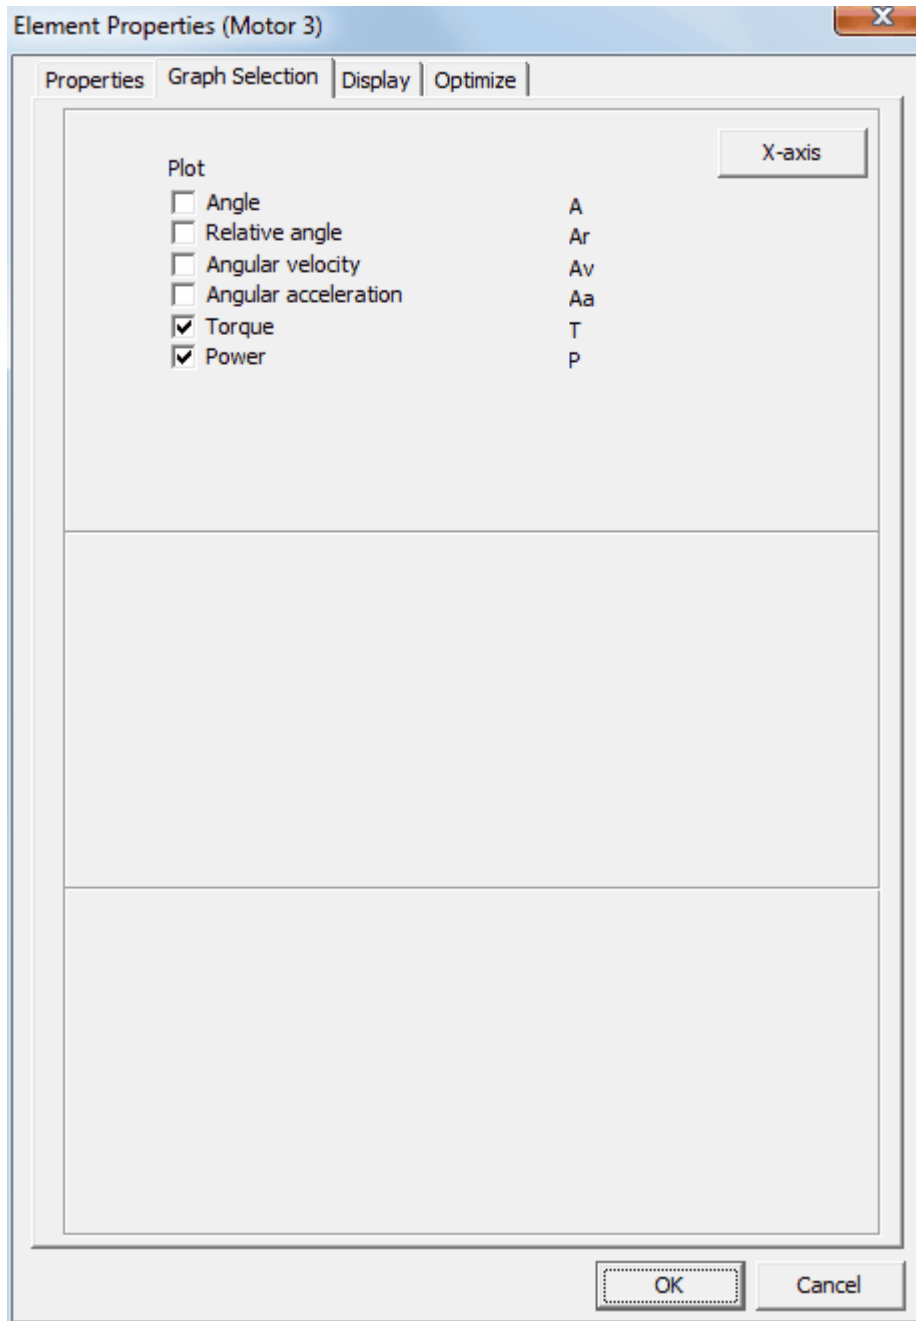 Element Properties (Motor 3)
Properties Graph Selection Display Optimize
X-axis
Plot
Angle A
Relative angle Ar
Angular velocity Av
Angular acceleration Aa
Torque T
Power P
OK Cancel